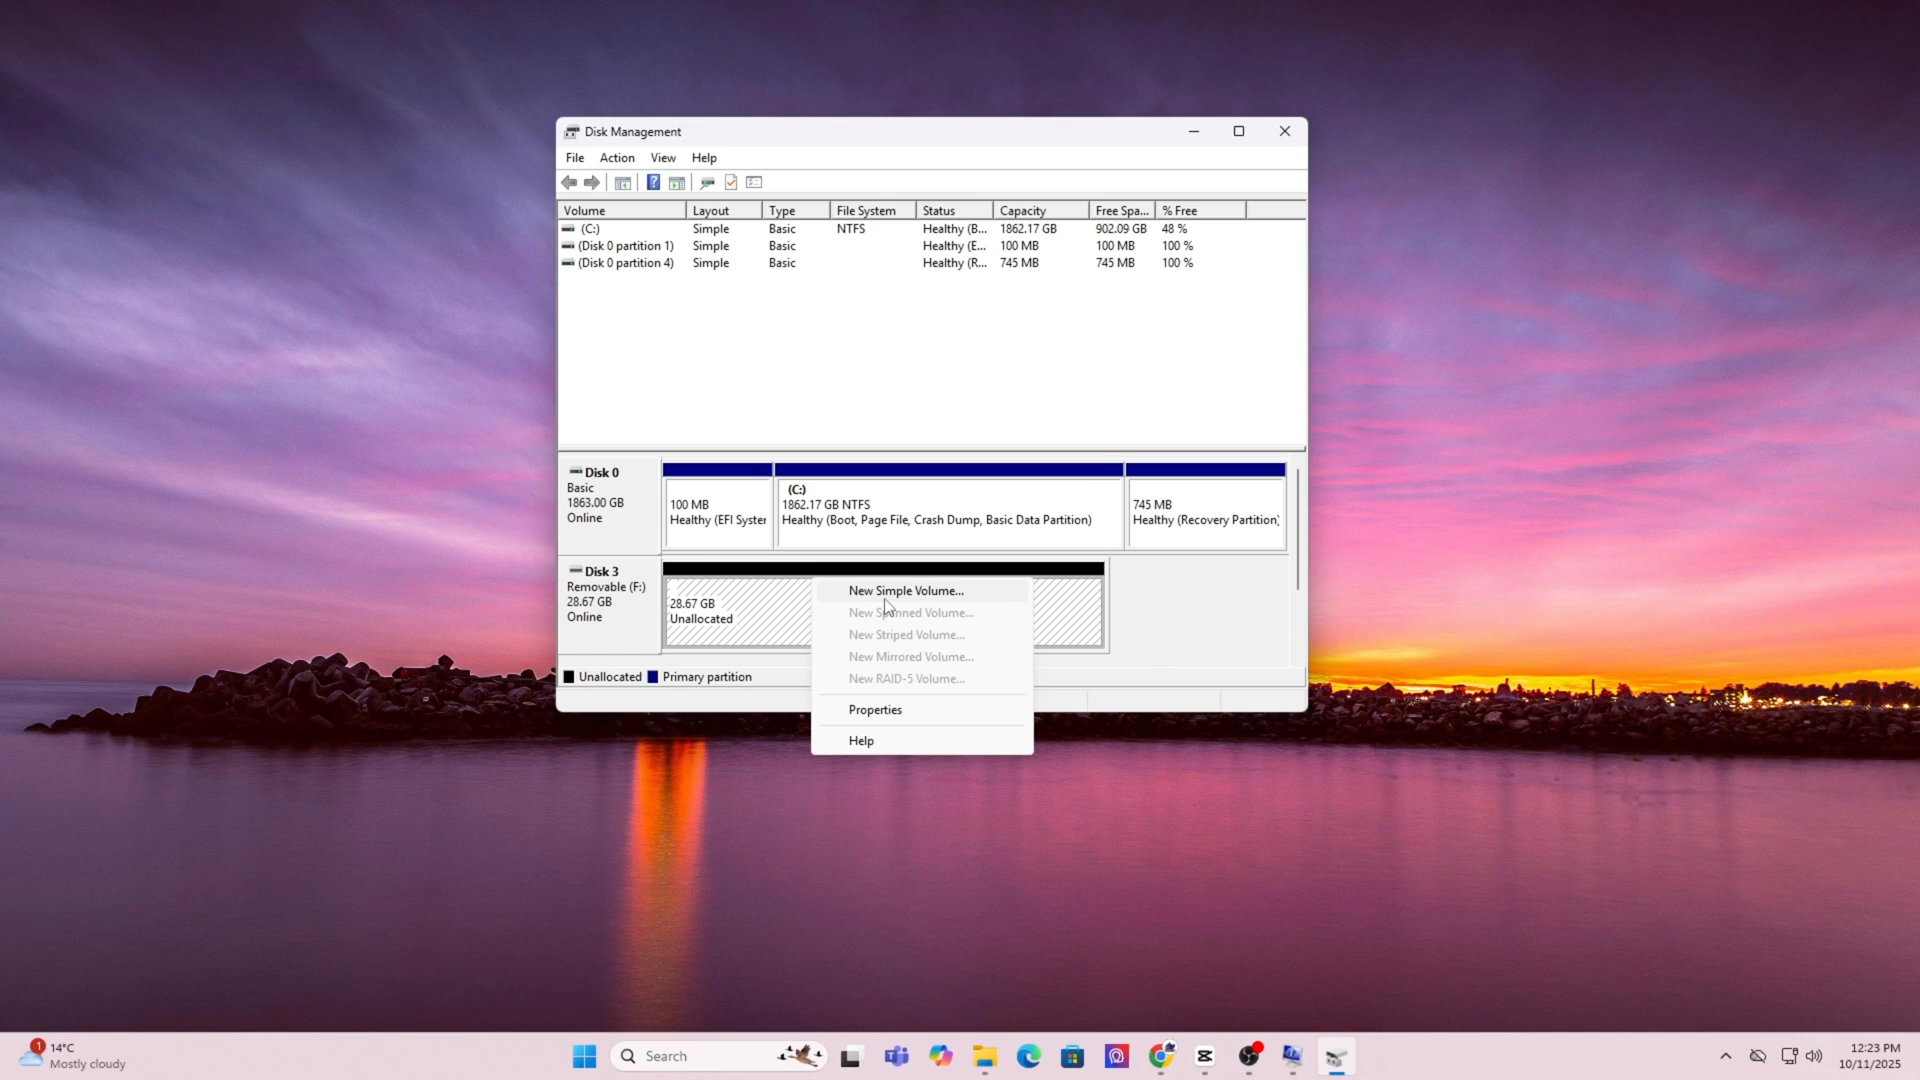 Disk Management
File Action View Help
Volume Layout Type File System Status Capacity Free Spa... % Free
(C:) Simple Basic NTFS Healthy (B... 1862.17 GB 902.09 GB 48 %
(Disk 0 partition 1) Simple Basic Healthy (E... 100 MB 100 MB 100 %
(Disk 0 partition 4) Simple Basic Healthy (R... 745 MB 745 MB 100 %
Disk 0
Basic
1863.00 GB
Online
100 MB
Healthy (EFI Syster
(C:)
1862.17 GB NTFS
Healthy (Boot, Page File, Crash Dump, Basic Data Partition)
745 MB
Healthy (Recovery Partition)
Disk 3
Removable (F:)
28.67 GB
Online
28.67 GB
Unallocated
New Simple Volume...
New Spanned Volume...
New Striped Volume...
New Mirrored Volume...
New RAID-5 Volume...
Properties
Help
Unallocated Primary partition
1
14°C
Mostly cloudy
Search
12:23 PM
10/11/2025